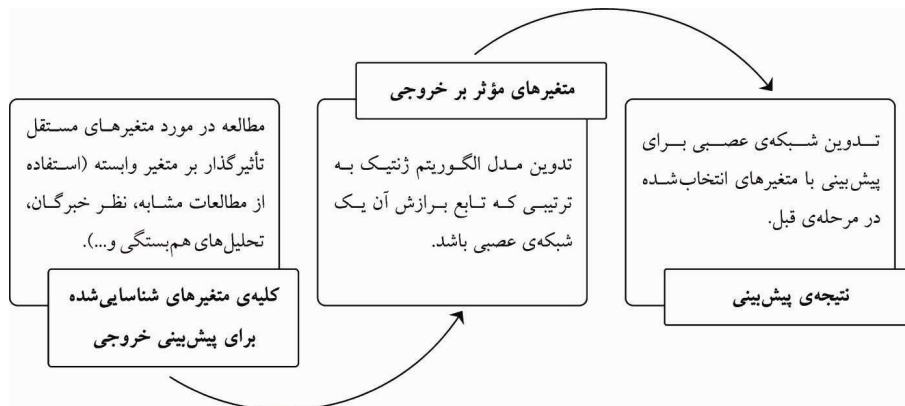 مطالعه در مورد متغیرهای مستقل
تأثیرگذار بر متغیر وابسته (استفاده
از مطالعات مشابه، نظر خبرگان،
تحلیل‌های هم‌بستگی و...).
کلیه‌ی متغیرهای شناسایی‌شده
برای پیش‌بینی خروجی
متغیرهای مؤثر بر خروجی
تدوین مدل الگوریتم ژنتیک به
ترتیبی که تابع برازش آن یک
شبکه‌ی عصبی باشد.
تدوین شبکه‌ی عصبی برای
پیش‌بینی با متغیرهای انتخاب‌شده
در مرحله‌ی قبل.
نتیجه‌ی پیش‌بینی